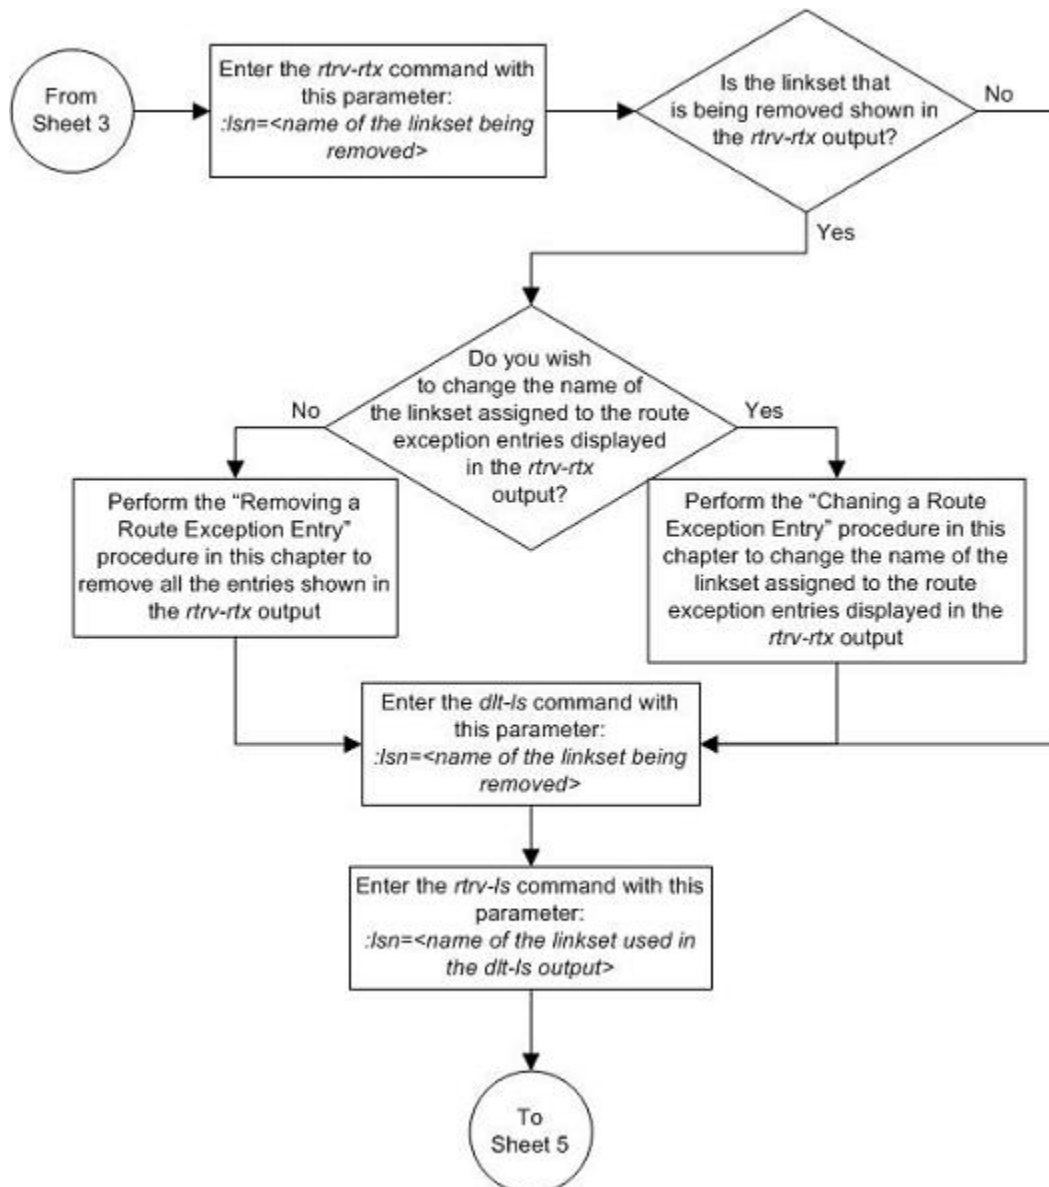 From
Sheet 3
Enter the rtrv-rtx command with
this parameter:
:lsn=<name of the linkset being
removed>
Is the linkset that
is being removed shown in
the rtrv-rtx output?
No
Yes
Do you wish
to change the name of
the linkset assigned to the route
exception entries displayed
in the rtrv-rtx
output?
No
Yes
Perform the “Removing a
Route Exception Entry”
procedure in this chapter to
remove all the entries shown in
the rtrv-rtx output
Perform the “Chaning a Route
Exception Entry” procedure in this
chapter to change the name of the
linkset assigned to the route
exception entries displayed in the
rtrv-rtx output
Enter the dlt-ls command with
this parameter:
:lsn=<name of the linkset being
removed>
Enter the rtrv-ls command with this
parameter:
:lsn=<name of the linkset used in
the dlt-ls output>
To
Sheet 5